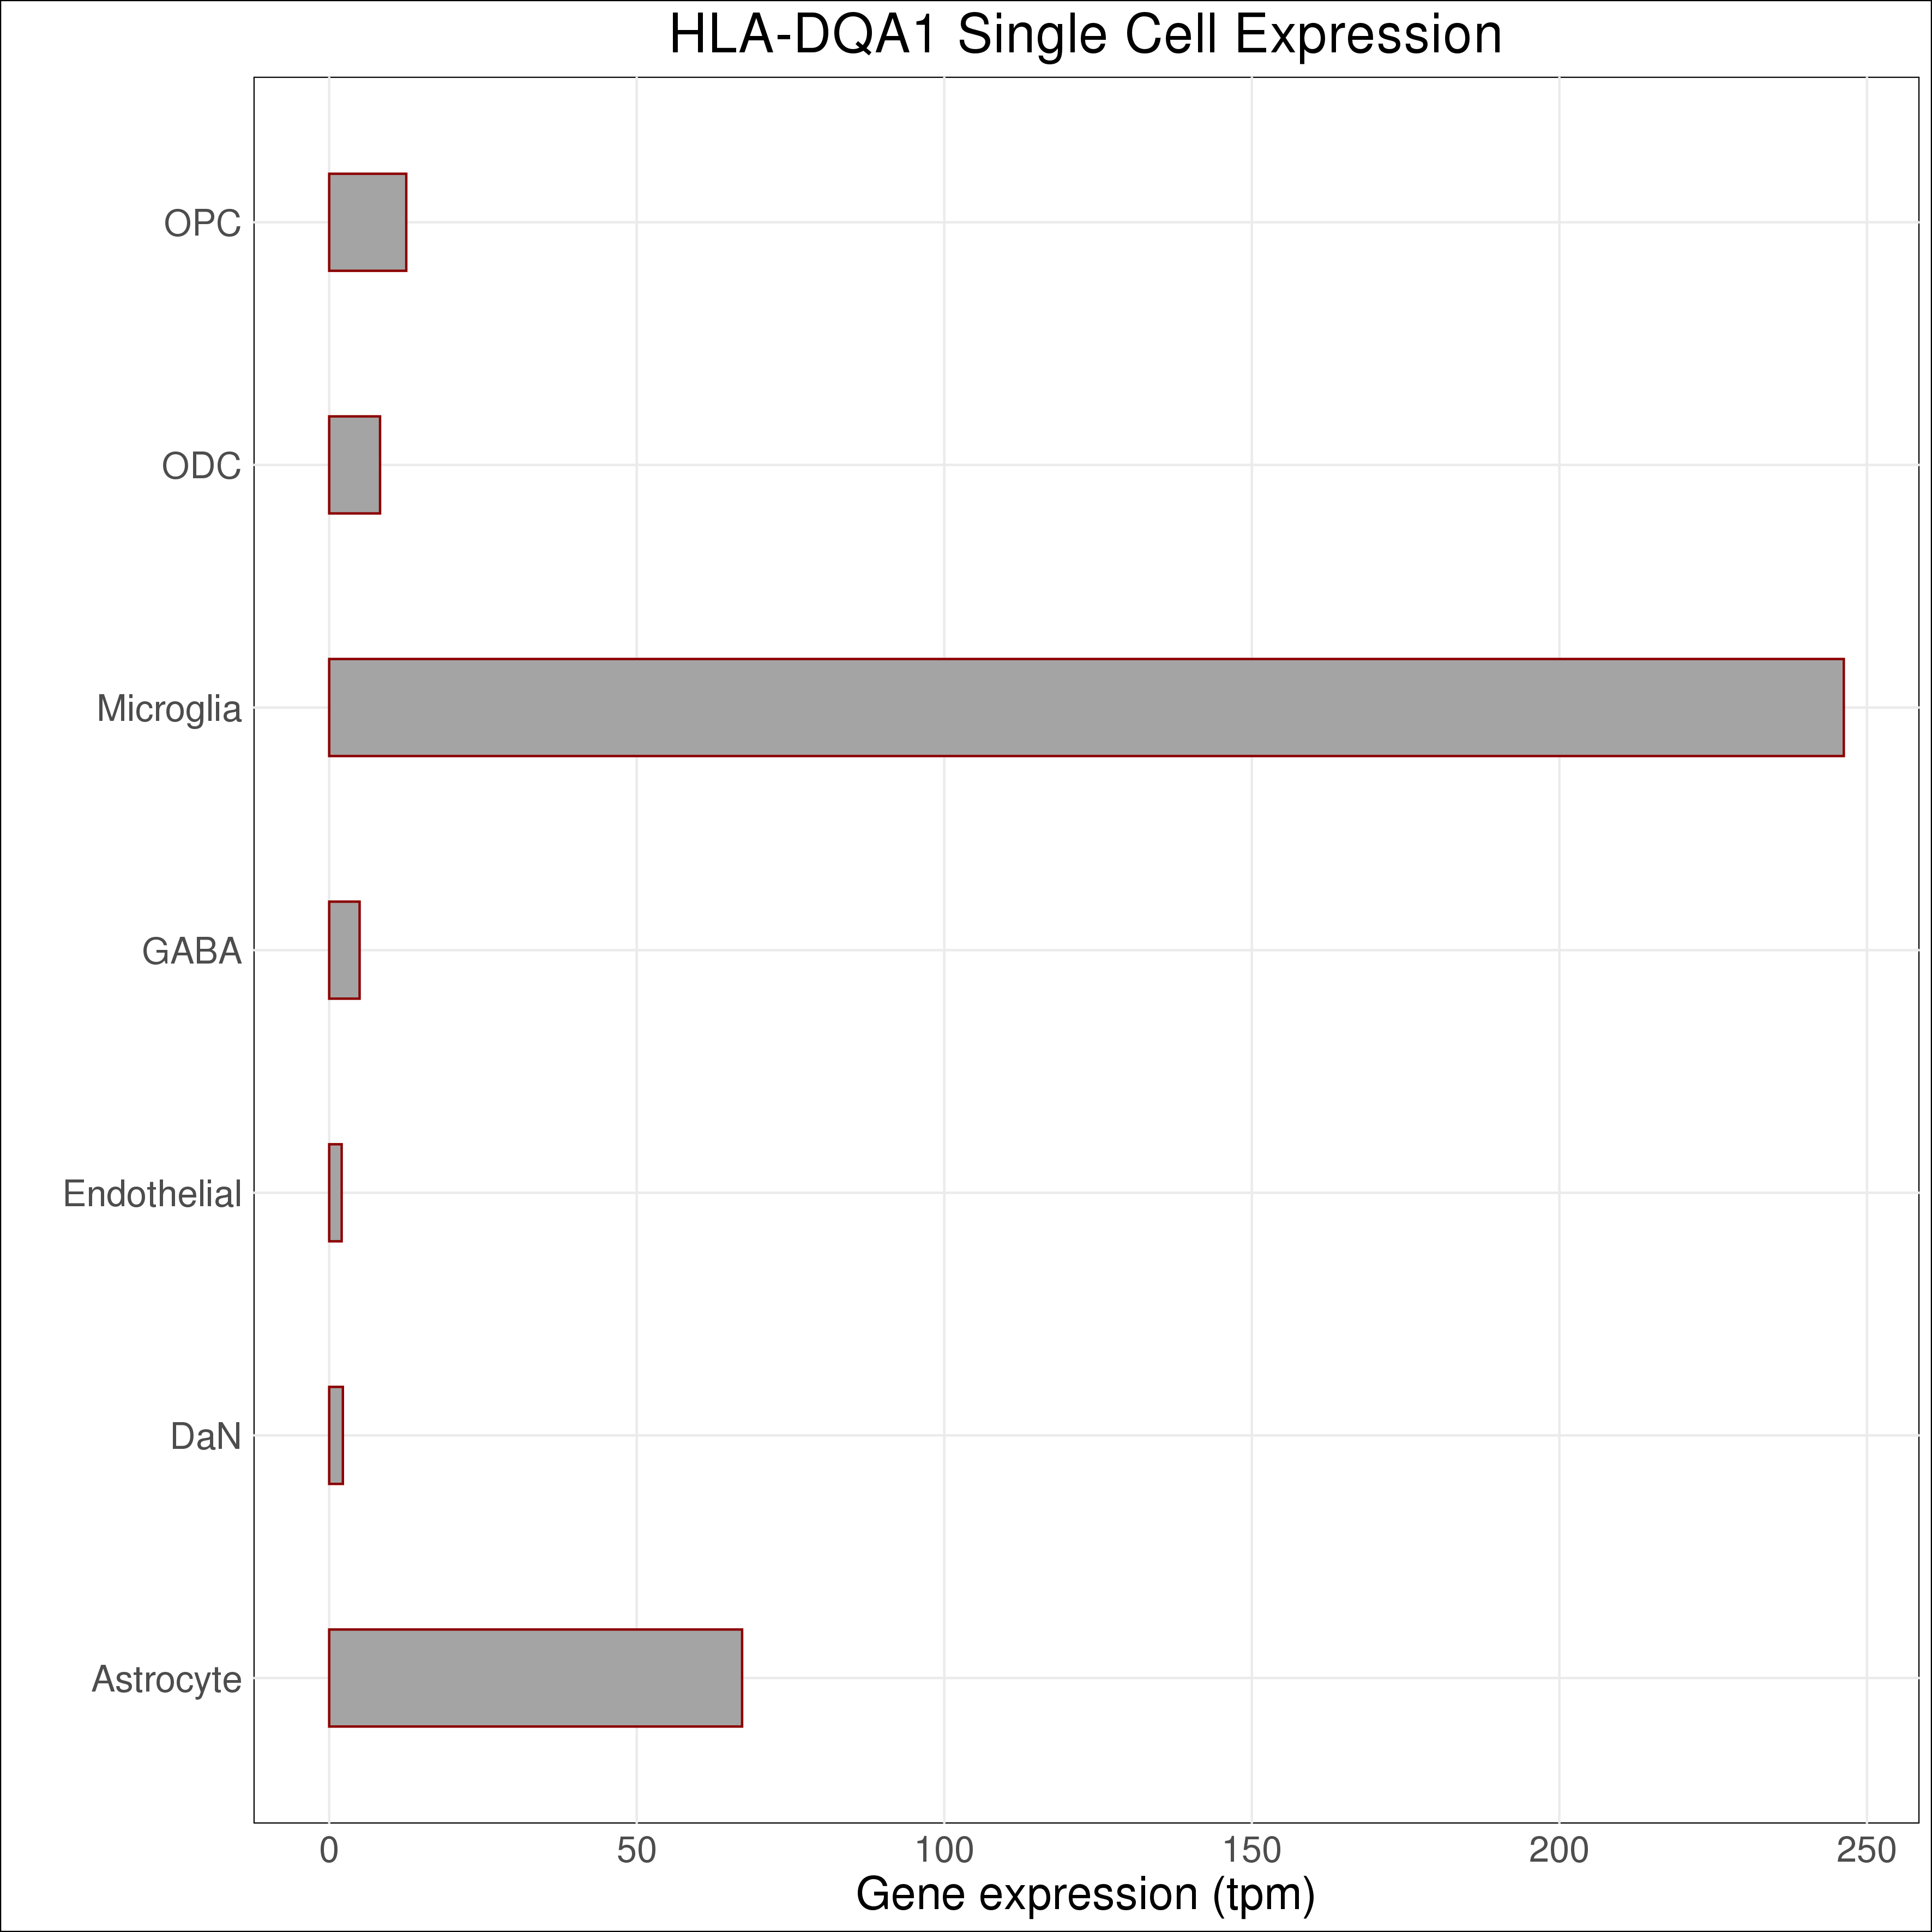 HLA-DQA1 Single Cell Expression
OPC
ODC
Microglia
GABA
Endothelial
DaN
Astrocyte
0 50 100 150 200 250
Gene expression (tpm)